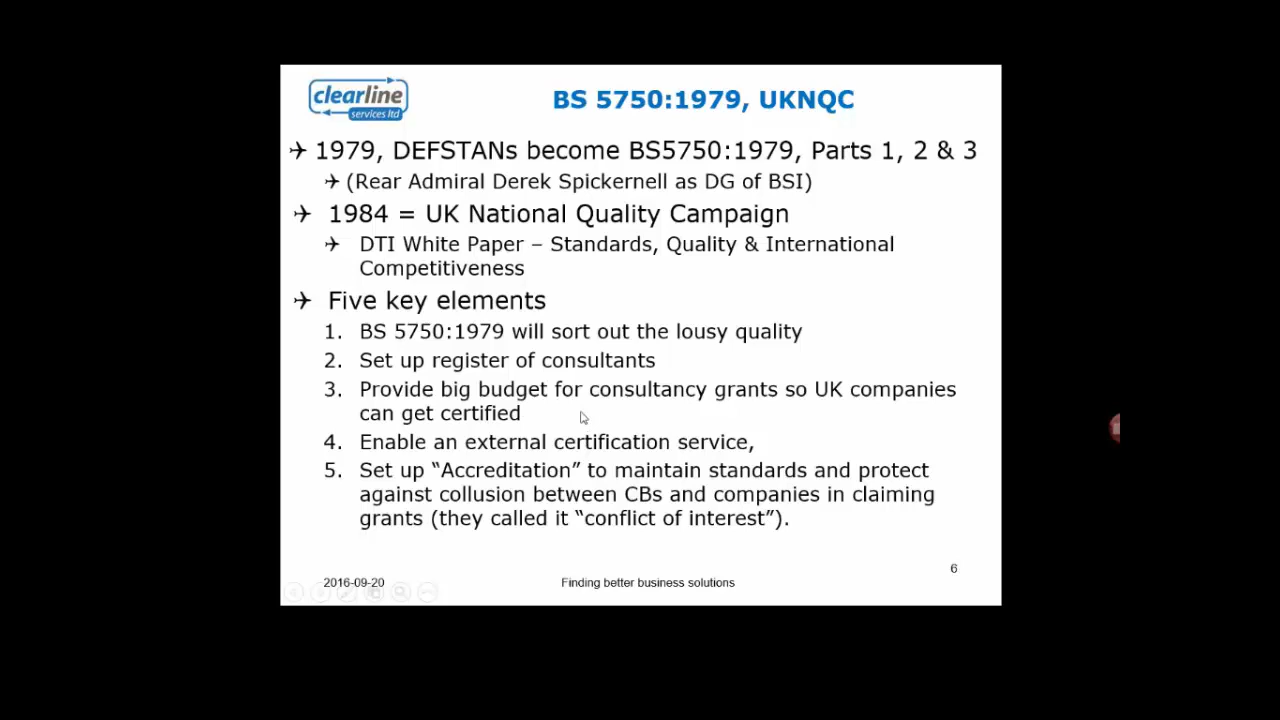 clearline
services ltd
BS 5750:1979, UKNQC
1979, DEFSTANs become BS5750:1979, Parts 1, 2 & 3
(Rear Admiral Derek Spickernell as DG of BSI)
1984 = UK National Quality Campaign
DTI White Paper – Standards, Quality & International
Competitiveness
Five key elements
1. BS 5750:1979 will sort out the lousy quality
2. Set up register of consultants
3. Provide big budget for consultancy grants so UK companies
can get certified
4. Enable an external certification service,
5. Set up “Accreditation” to maintain standards and protect
against collusion between CBs and companies in claiming
grants (they called it “conflict of interest”).
6
2016-09-20 Finding better business solutions